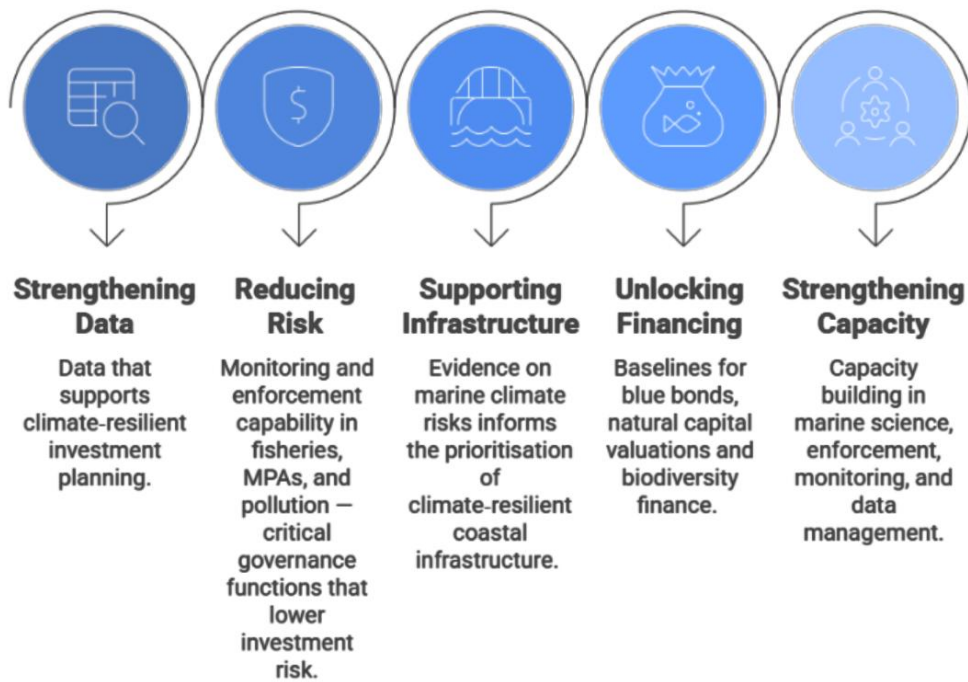 $
Strengthening
Data
Data that
supports
climate-resilient
investment
planning.
Reducing
Risk
Monitoring and
enforcement
capability in
fisheries,
MPAs, and
pollution —
critical
governance
functions that
lower
investment
risk.
Supporting
Infrastructure
Evidence on
marine climate
risks informs
the prioritisation
of
climate-resilient
coastal
infrastructure.
Unlocking
Financing
Baselines for
blue bonds,
natural capital
valuations and
biodiversity
finance.
Strengthening
Capacity
Capacity
building in
marine science,
enforcement,
monitoring, and
data
management.